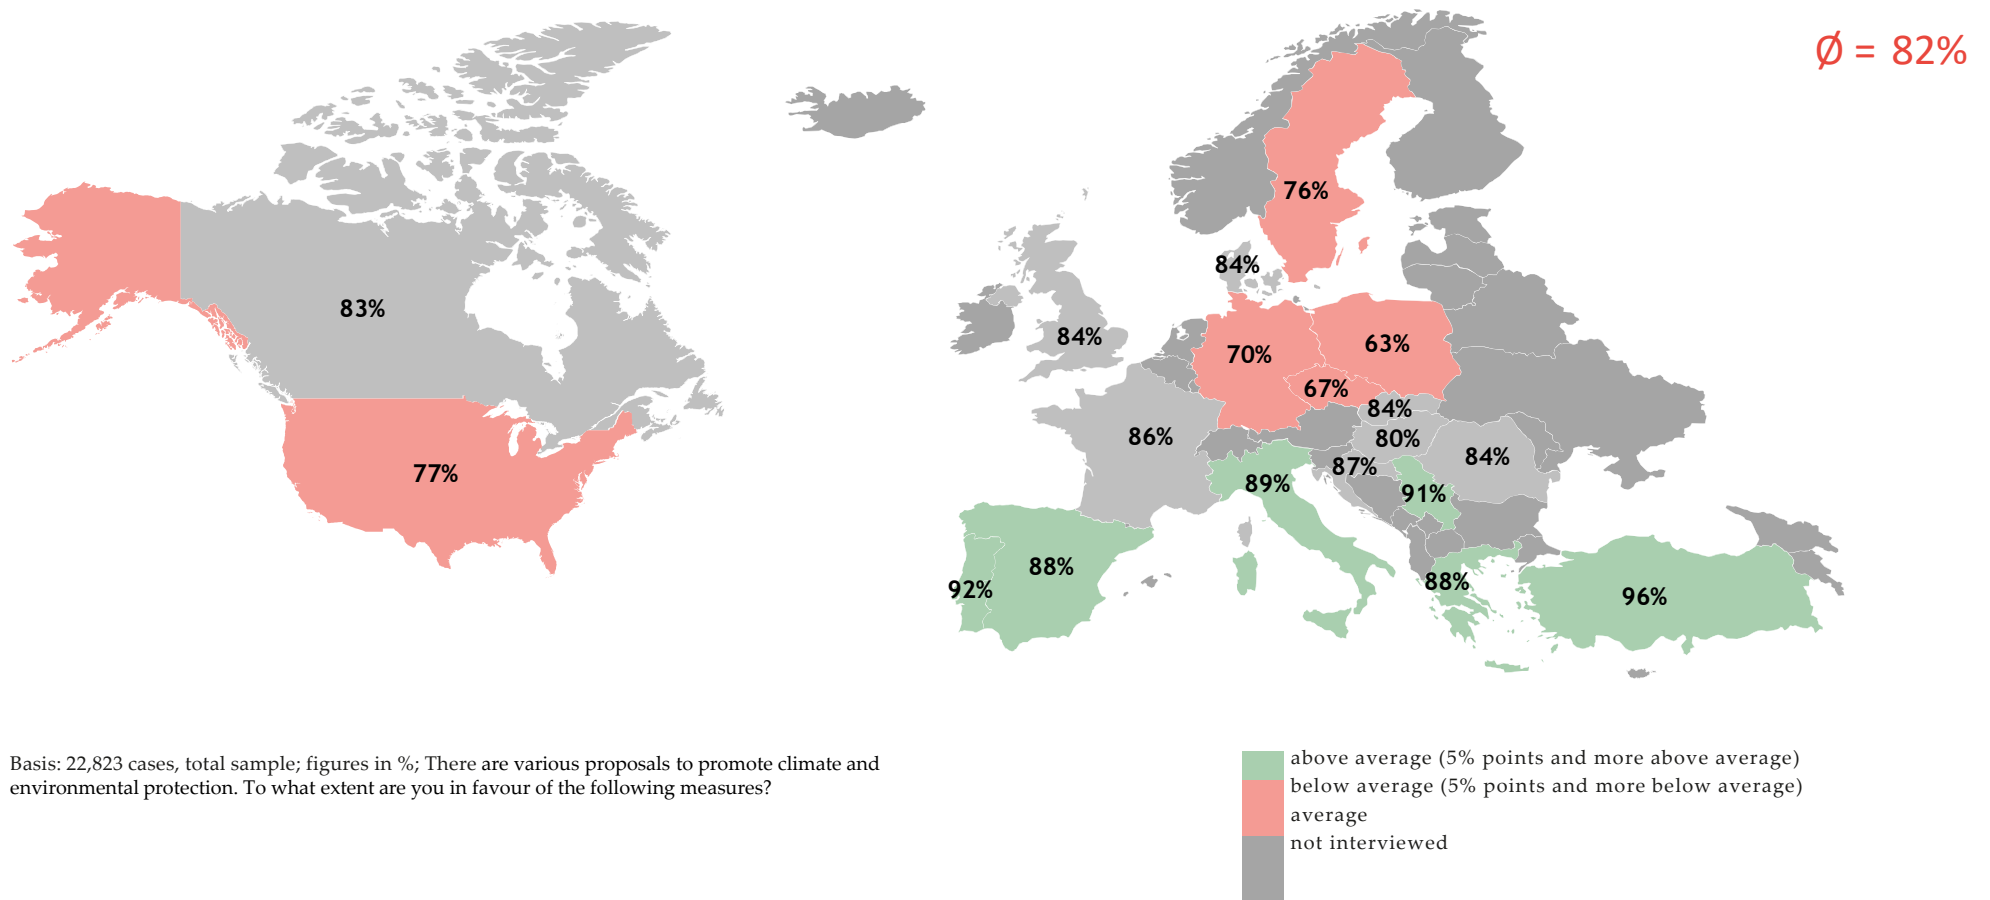 Ø = 82%
76%
84%
83%
84%
70%
63%
67%
84%
86%
80%
84%
87%
77%
89%
91%
88%
92%
88%
96%
Basis: 22,823 cases, total sample; figures in %; There are various proposals to promote climate and
environmental protection. To what extent are you in favour of the following measures?
above average (5% points and more above average)
below average (5% points and more below average)
average
not interviewed